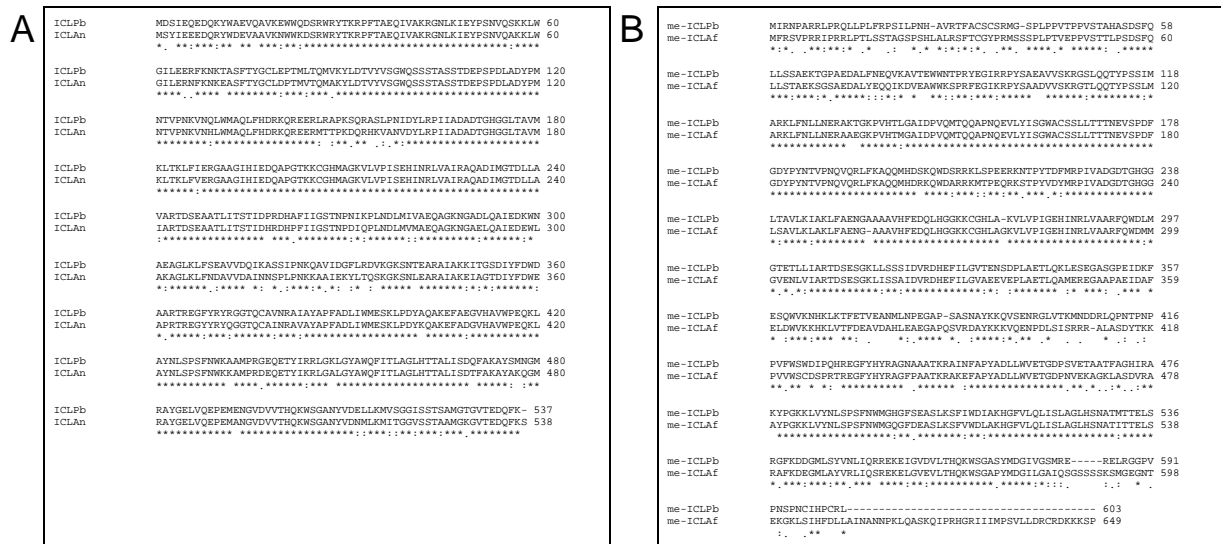 A
ICLPb MDSIEQEDQKYWAEVQAVKEWWQDSRWRYTKRPFTAEQIVAKRGNLKIEYPSNVQSKKLW 60
ICLAn MSYIEEEDQRYWDEVAAVKNWWKDSRWRYTKRPFTAEQIVAKRGNLKIEYPSNVQAKKLW 60
ICLPb GILEERFKNKTASFTYGCLEPTMLTQMVKYLDTVYVSGWQSSSTASSTDEPSPDLADYPM 120
ICLAn GILERNFKNKEASFTYGCLDPTMVTQMAKYLDTVYVSGWQSSSTASSTDEPSPDLADYPM 120
ICLPb NTVPNKVNQLWMAQLFHDRKQREERLRAPKSQRASLPNIDYLRPIIADADTGHGGLTAVM 180
ICLAn NTVPNKVNHLWMAQLFHDRKQREERMTTPKDQRHKVANVDYLRPIIADADTGHGGLTAVM 180
ICLPb KLTKLFIERGAAGIHIEDQAPGTKKCGHMAGKVLVPISEHINRLVAIRAQADIMGTDLLA 240
ICLAn KLTKLFVERGAAGIHIEDQAPGTKKCGHMAGKVLVPISEHINRLVAIRAQADIMGTDLLA 240
ICLPb VARTDSEAATLITSTIDPRDHAFIIGSTNPNIKPLNDLMIVAEQAGKNGADLQAIEDKWN 300
ICLAn IARTDSEAATLITSTIDHRDHPFIIGSTNPDIQPLNDLMVMAEQAGKNGAELQAIEDEWL 300
ICLPb AEAGLKLFSEAVVDQIKASSIPNKQAVIDGFLRDVKGKSNTEARAIAKKITGSDIYFDWD 360
ICLAn AKAGLKLFNDAVVDAINNSPLPNKKAAIEKYLTQSKGKSNLEARAIAKEIAGTDIYFDWE 360
ICLPb AARTREGFYRYRGGTQCAVNRAIAYAPFADLIWMESKLPDYAQAKEFAEGVHAVWPEQKL 420
ICLAn APRTREGYYRYQGGTQCAINRAVAYAPFADLIWMESKLPDYKQAKEFADGVHAVWPEQKL 420
ICLPb AYNLSPSFNWKAAMPRGEQETYIRRLGKLGYAWQFITLAGLHTTALISDQFAKAYSMNGM 480
ICLAn AYNLSPSFNWKKAMPRDEQETYIKRLGALGYAWQFITLAGLHTTALISDTFAKAYAKQGM 480
ICLPb RAYGELVQEPEMENGVDVVTHQKWSGANYVDELLKMVSGGISSTSAMGTGVTEDQFK- 537
ICLAn RAYGELVQEPEMANGVDVVTHQKWSGANYVDNMLKMITGGVSSTAAMGKGVTEDQFKS 538
B
me-ICLPb MIRNPARRLPRQLLPLFRPSILPNH-AVRTFACSCSRMG-SPLPPVTPPVSTAHASDSFQ 58
me-ICLAf MFRSVPRRIPRRLPTLSSTAGSPSHLALRSFTCGYPRMSSSPLPTVEPPVSTTLPSDSFQ 60
me-ICLPb LLSSAEKTGPAEDALFNEQVKAVTEWWNTPRYEGIRRPYSAEAVVSKRGSLQQTYPSSIM 118
me-ICLAf LLSTAEKSGSAEDALYEQQIKDVEAWWKSPRFEGIKRPYSAADVVSKRGTLQQTYPSSLM 120
me-ICLPb ARKLFNLLNERAKTGKPVHTLGAIDPVQMTQQAPNQEVLYISGWACSSLLTTTNEVSPDF 178
me-ICLAf ARKLFNLLNERAAEGKPVHTMGAIDPVQMTQQAPNQEVLYISGWACSSLLTTTNEVSPDF 180
me-ICLPb GDYPYNTVPNQVQRLFKAQQMHDSKQWDSRRKLSPEERKNTPYTDFMRPIVADGDTGHGG 238
me-ICLAf GDYPYNTVPNQVQRLFKAQQMHDRKQWDARRKMTPEQRKSTPYVDYMRPIVADGDTGHGG 240
me-ICLPb LTAVLKIAKLFAENGAAAAVHFEDQLHGGKKCGHLA-KVLVPIGEHINRLVAARFQWDLM 297
me-ICLAf LSAVLKLAKLFAENG-AAAVHFEDQLHGGKKCGHLAGKVLVPIGEHINRLVAARFQWDMM 299
me-ICLPb GTETLLIARTDSESGKLLSSSIDVRDHEFILGVTENSDPLAETLQKLESEGASGPEIDKF 357
me-ICLAf GVENLVIARTDSESGKLISSAIDVRDHEFILGVAEEVEPLAETLQAMEREGAAPAEIDAF 359
me-ICLPb ESQWVKNHKLKTFETVEANMLNPEGAP-SASNAYKKQVSENRGLVTKMNDDRLQPNTPNP 416
me-ICLAf ELDWVKKHKLVTFDEAVDAHLEAEGAPQSVRDAYKKKVQENPDLSISRRR-ALASDYTKK 418
me-ICLPb PVFWSWDIPQHREGFYHYRAGNAAATKRAINFAPYADLLWVETGDPSVETAATFAGHIRA 476
me-ICLAf PVVWSCDSPRTREGFYHYRAGFPAATKRAKEFAPYADLLWVETGDPNVEKAGKLASDVRA 478
me-ICLPb KYPGKKLVYNLSPSFNWMGHGFSEASLKSFIWDIAKHGFVLQLISLAGLHSNATMTTELS 536
me-ICLAf AYPGKKLVYNLSPSFNWMGQGFDEASLKSFVWDLAKHGFVLQLISLAGLHSNATITTELS 538
me-ICLPb RGFKDDGMLSYVNLIQRREKEIGVDVLTHQKWSGASYMDGIVGSMRE-----RELRGGPV 591
me-ICLAf RAFKDEGMLAYVRLIQSREKELGVEVLTHQKWSGAPYMDGILGAIQSGSSSSKSMGEGNT 598
me-ICLPb PNSPNCIHPCRL------------------------------------- 603
me-ICLAf EKGKLSIHFDLLAINANNPKLQASKQIPRHGRIIIMPSVLLDRCRDKKKSP 649